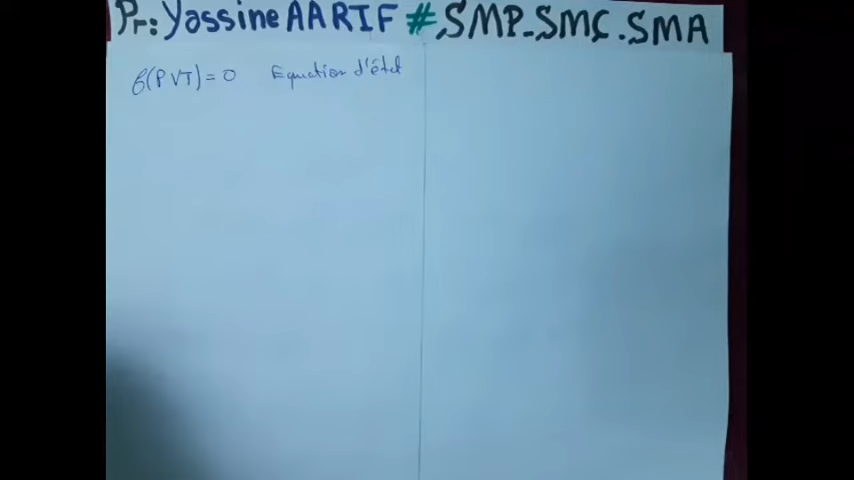 Pr: Yassine AARIF # SMP_SMC.SMA
f(PVT) = 0 Equation d'état